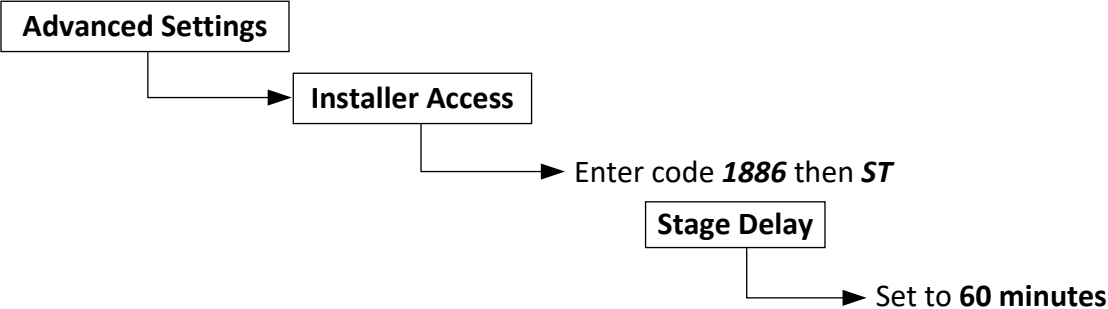 Advanced Settings
Installer Access
Enter code 1886 then ST
Stage Delay
Set to 60 minutes